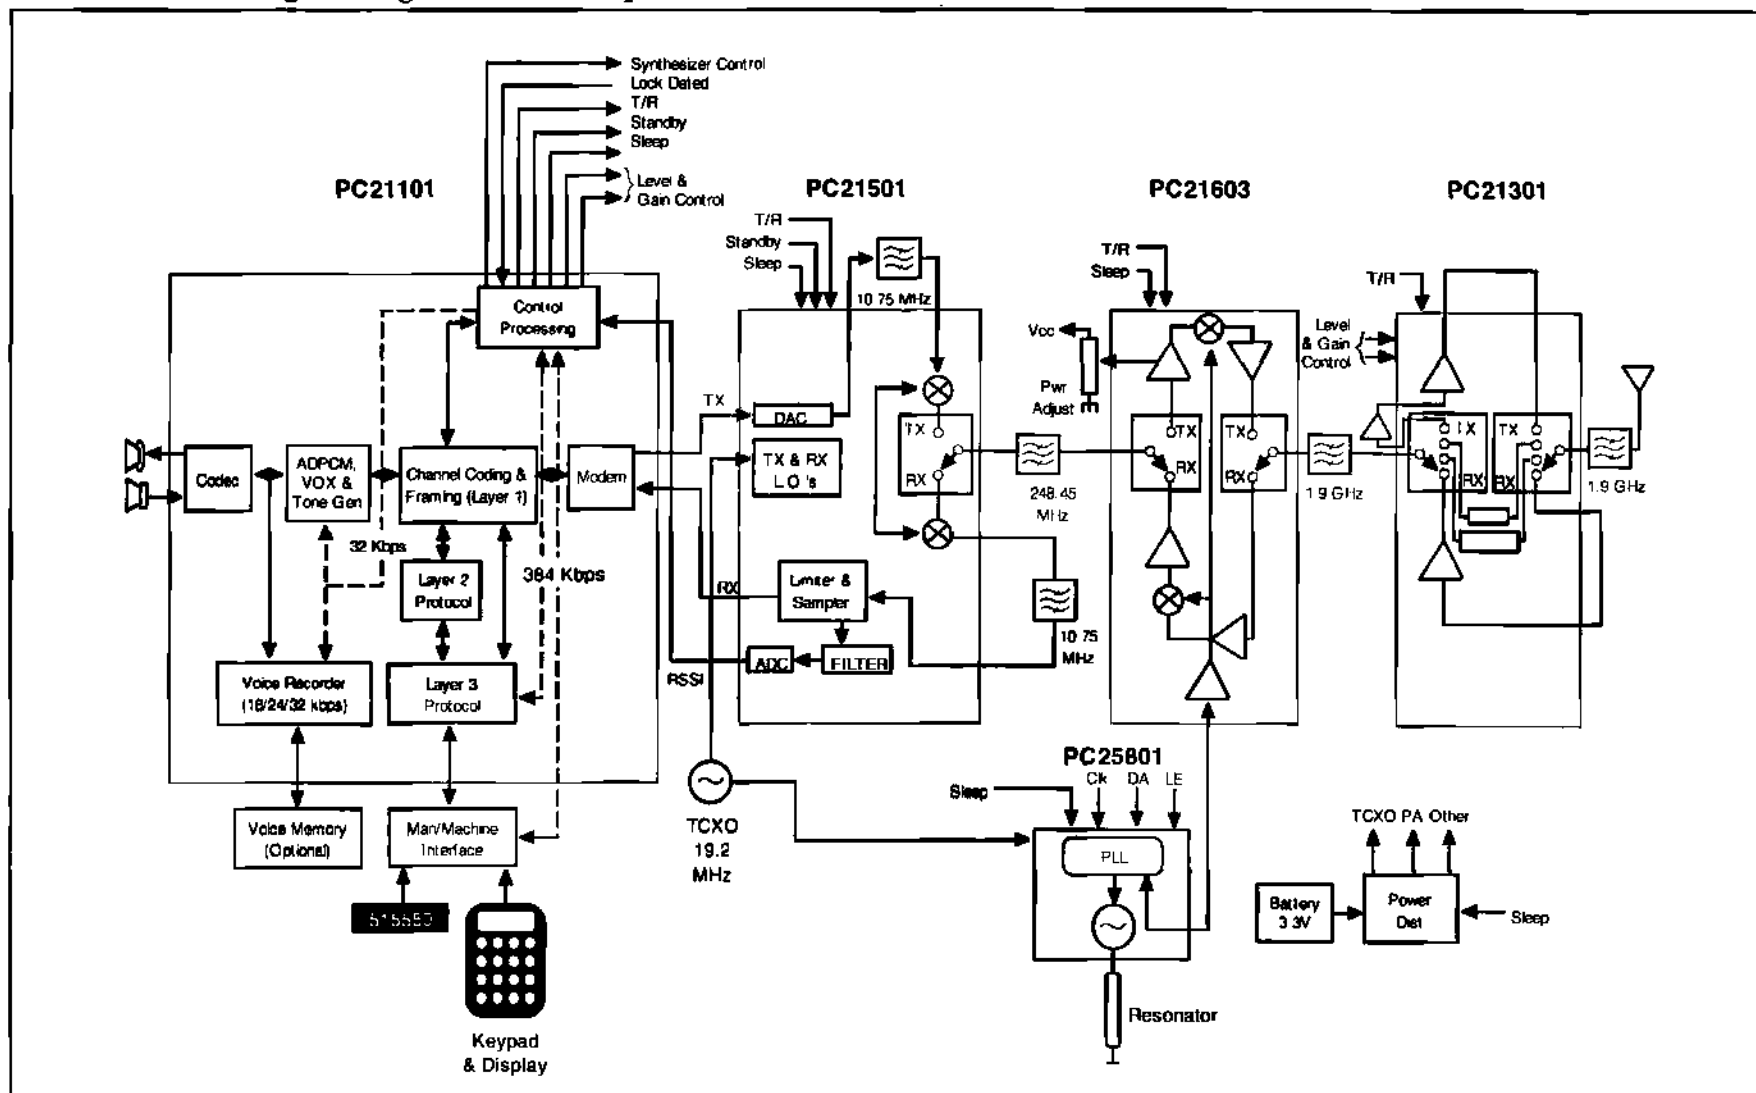 Synthesizer Control
Lock Dated
T/R
Standby
Sleep
Level &
Gain Control
PC21101
PC21501
PC21603
PC21301
T/R
Standby
Sleep
10.75 MHz
T/R
Sleep
T/R
Level
& Gain
Control
Vcc
Pwr
Adjust
Control
Processing
TX
DAC
TX & RX
L O 's
TX
RX
248.45
MHz
TX
RX
TX
RX
1.9 GHz
TX
RX
TX
RX
1.9 GHz
Codec
ADPCM,
VOX &
Tone Gen
Channel Coding &
Framing (Layer 1)
Modem
32 Kbps
384 Kbps
Layer 2
Protocol
RX
Limiter &
Sampler
10 75
MHz
ADC
FILTER
RSSI
Voice Recorder
(16/24/32 kbps)
Layer 3
Protocol
Voice Memory
(Optional)
Man/Machine
Interface
TCXO
19.2
MHz
PC25801
Sleep
Ck
DA
LE
PLL
Resonator
TCXO PA Other
Battery
3 3V
Power
Dist
Sleep
Keypad
& Display